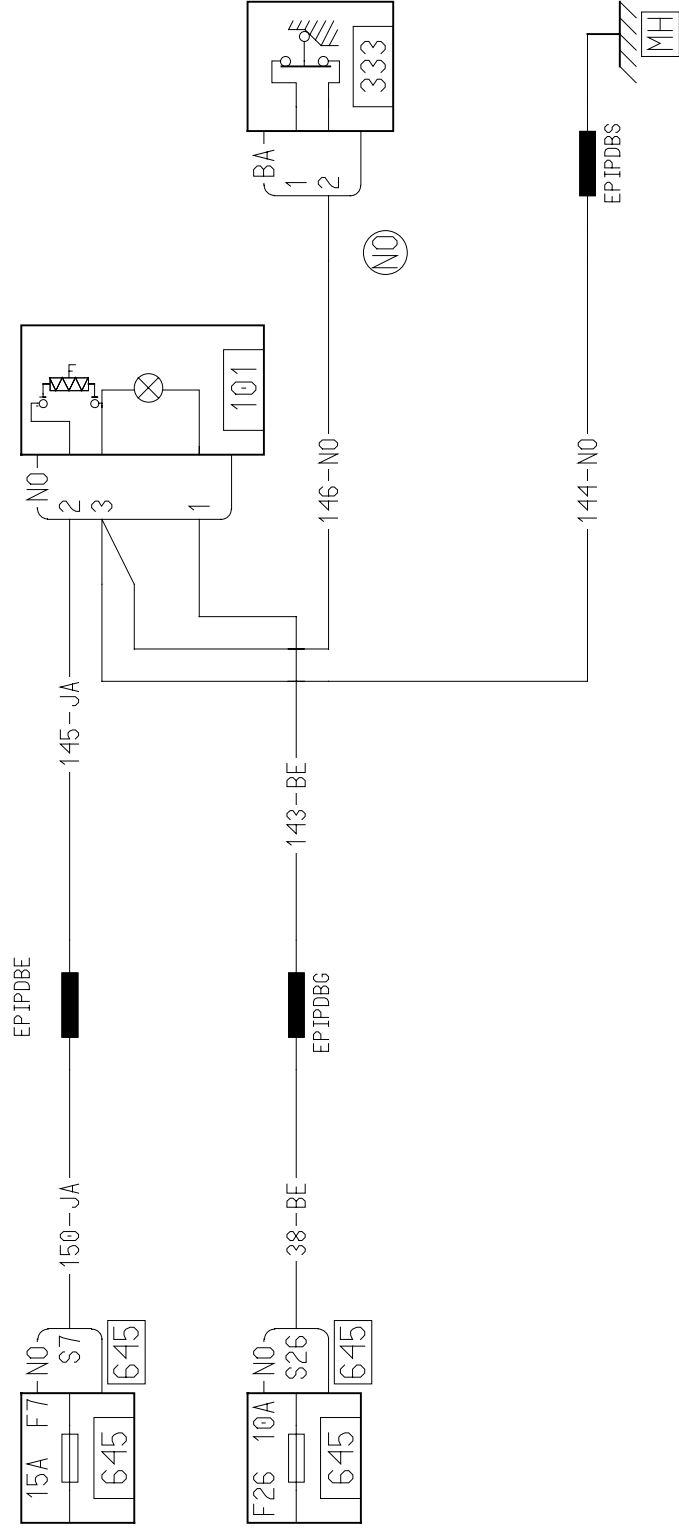 MH
333
BA
1
2
EPIPDBS
NO
101
NO
2
3
1
146-NO
144-NO
145-JA
143-BE
EPIPDBE
EPIPDBG
150-JA
38-BE
NO
S7
645
15A F7
645
NO
S26
645
F26 10A
645